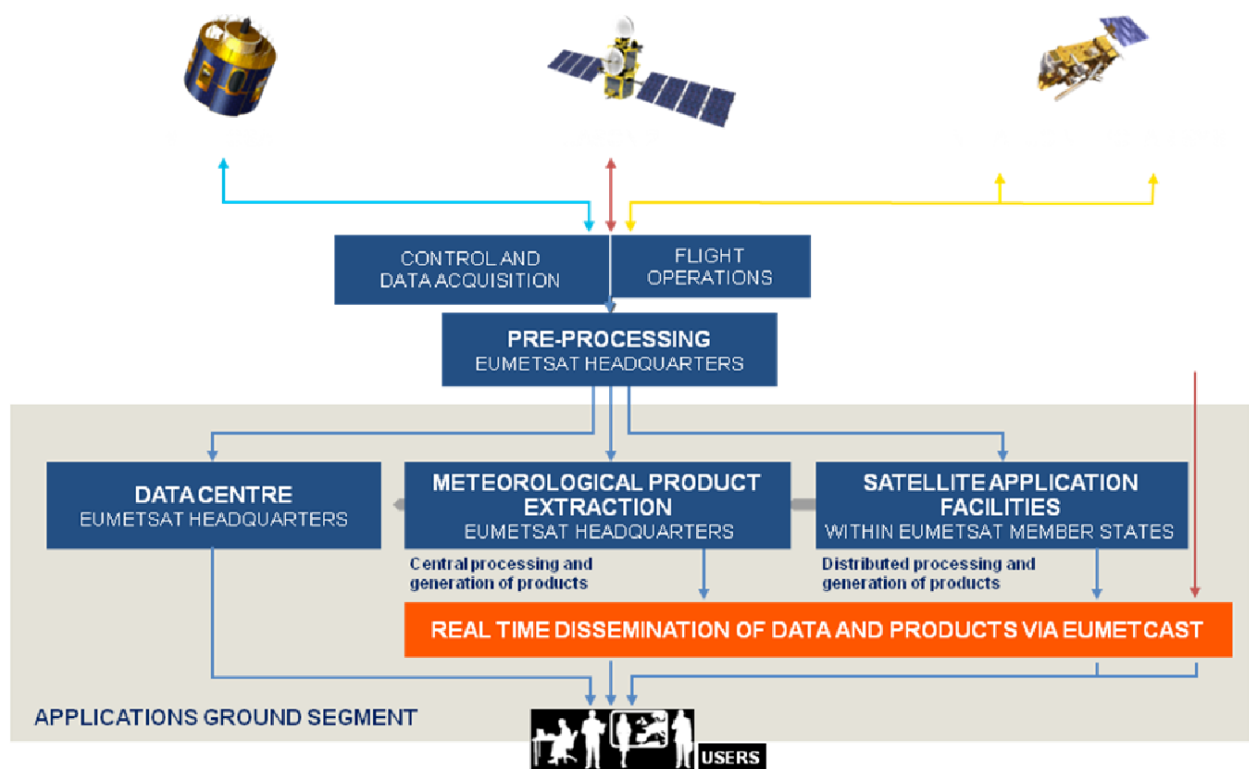 CONTROL AND
DATA ACQUISITION
FLIGHT
OPERATIONS
PRE-PROCESSING
EUMETSAT HEADQUARTERS
DATA CENTRE
EUMETSAT HEADQUARTERS
METEOROLOGICAL PRODUCT
EXTRACTION
EUMETSAT HEADQUARTERS
SATELLITE APPLICATION
FACILITIES
WITHIN EUMETSAT MEMBER STATES
Central processing and
generation of products
Distributed processing and
generation of products
REAL TIME DISSEMINATION OF DATA AND PRODUCTS VIA EUMETCAST
APPLICATIONS GROUND SEGMENT
USERS